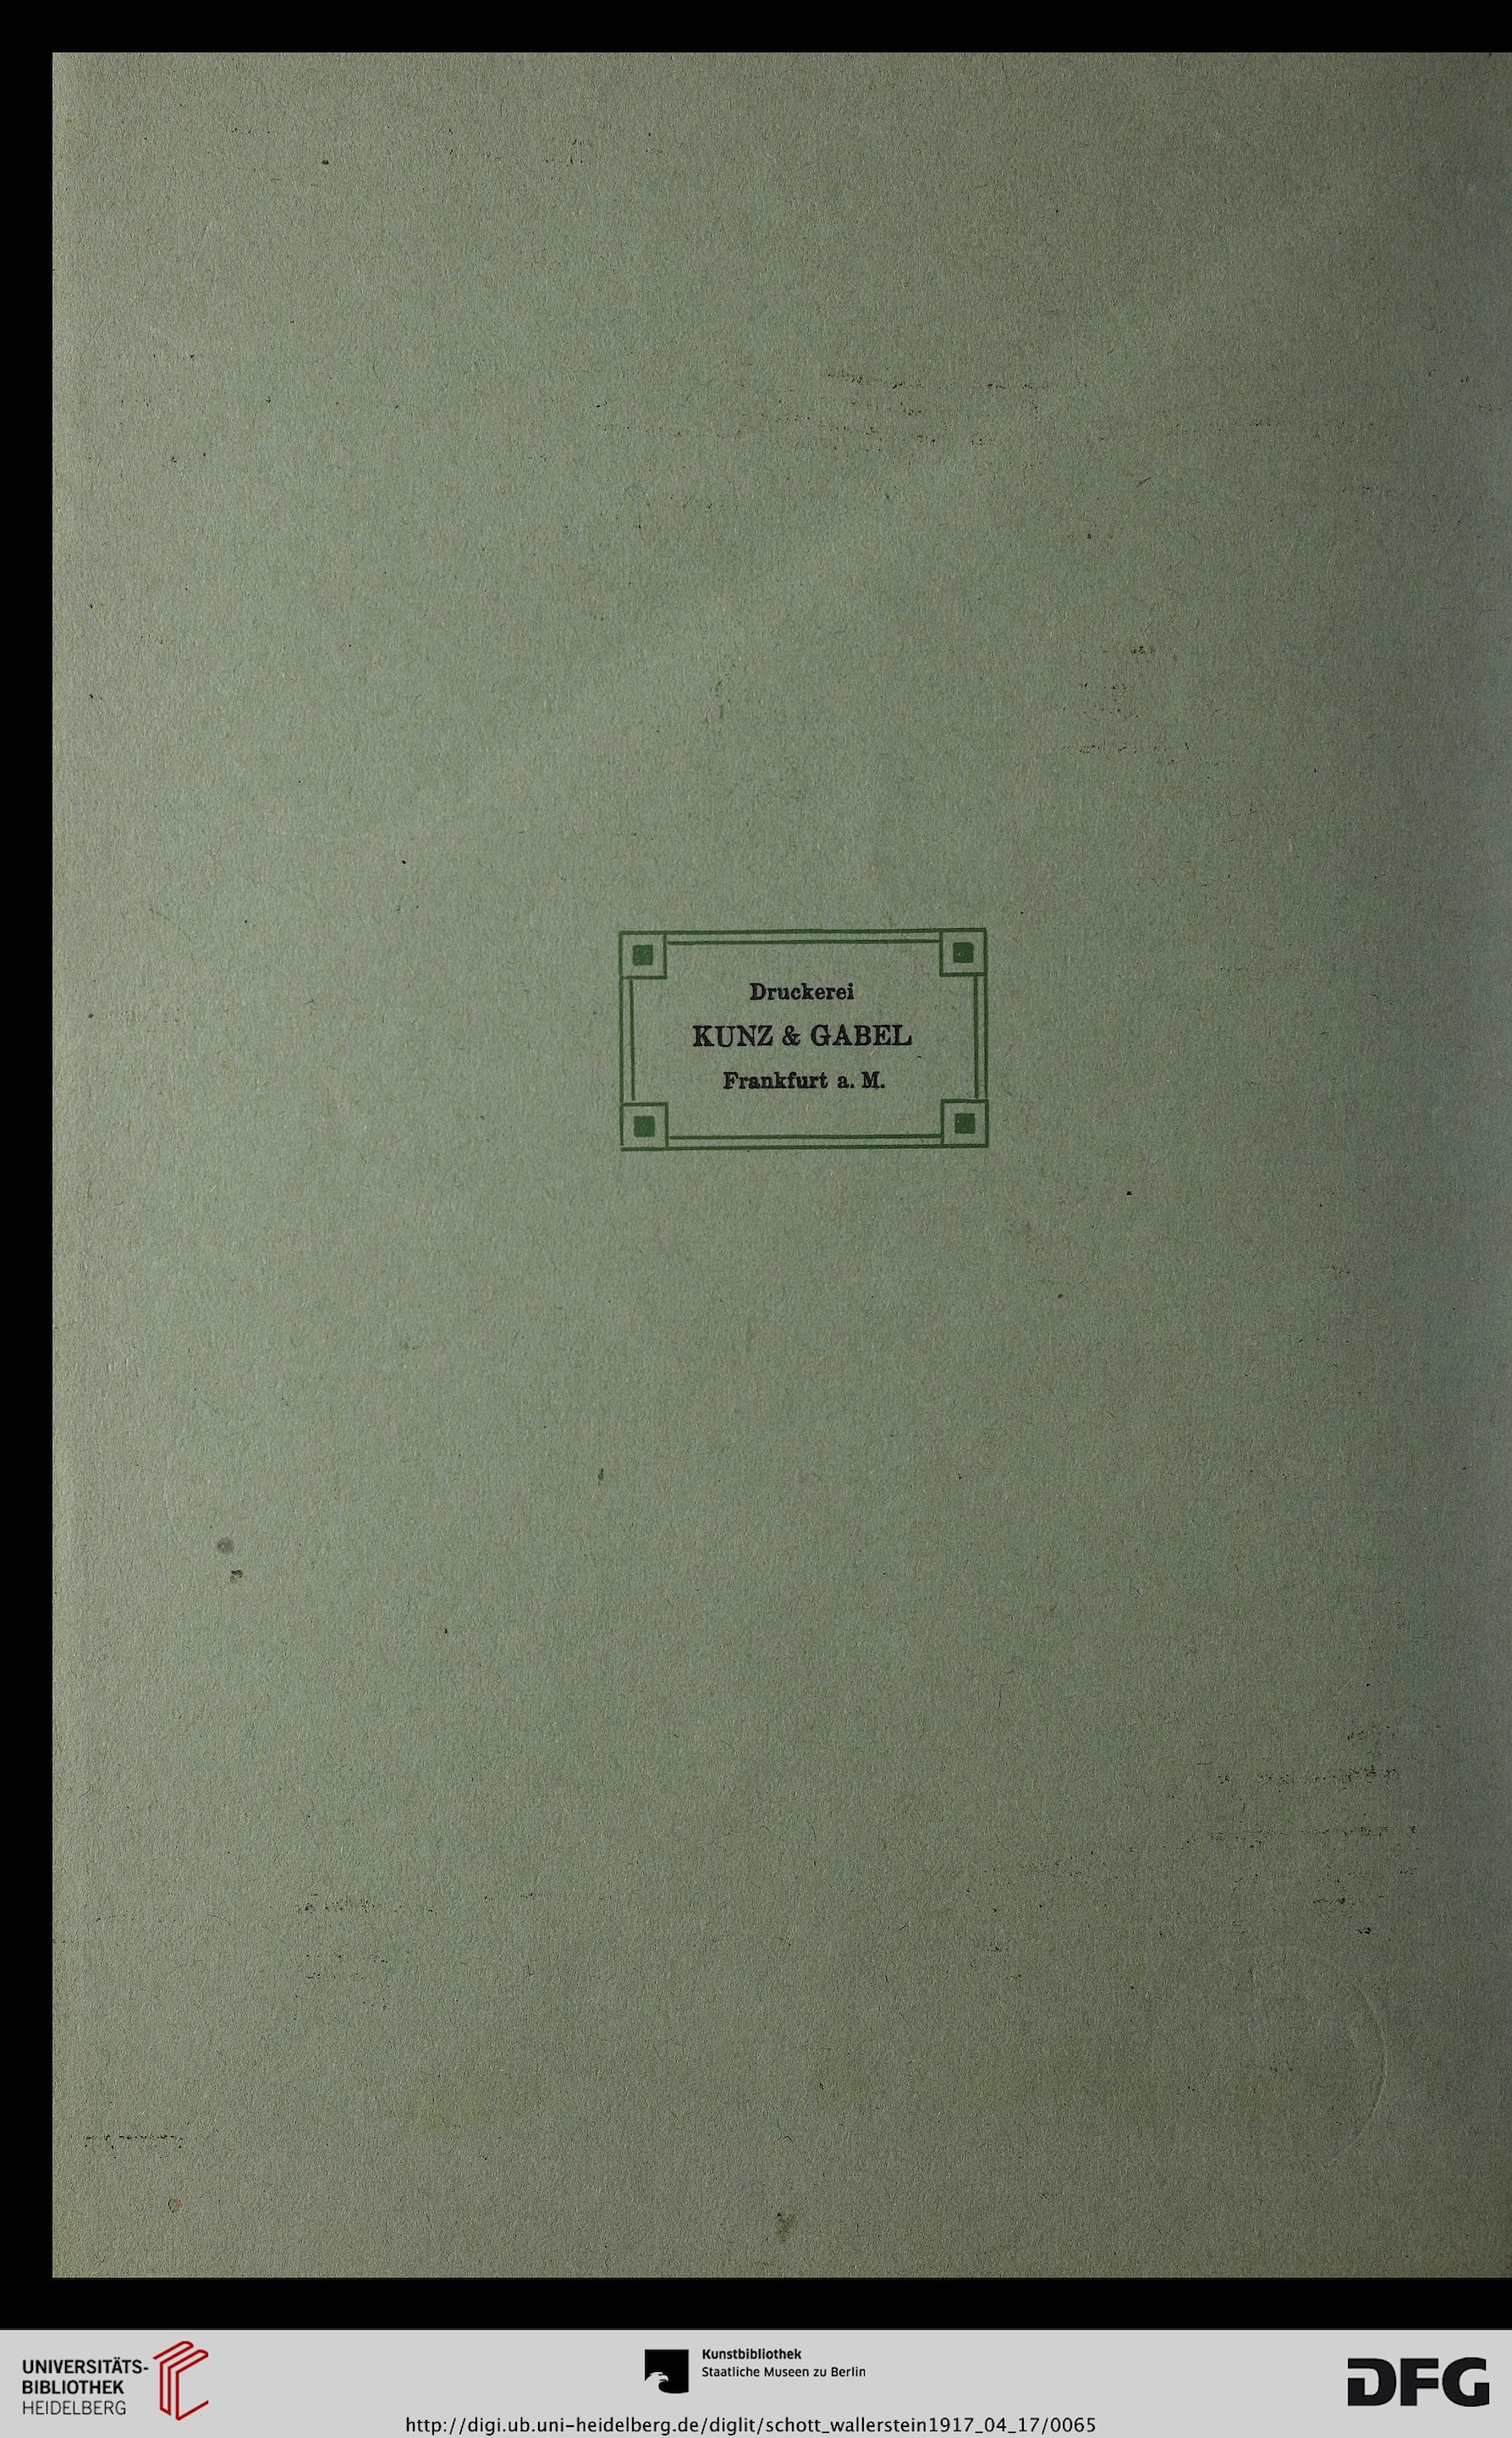 Druckerei
KUNZ & GABEL
Frankfurt a. M.
UNIVERSITÄTS-
BIBLIOTHEK
HEIDELBERG
Kunstbibliothek
Staatliche Museen zu Berlin
DFG
http://digi.ub.uni-heidelberg.de/diglit/schott_wallerstein1917_04_17/0065